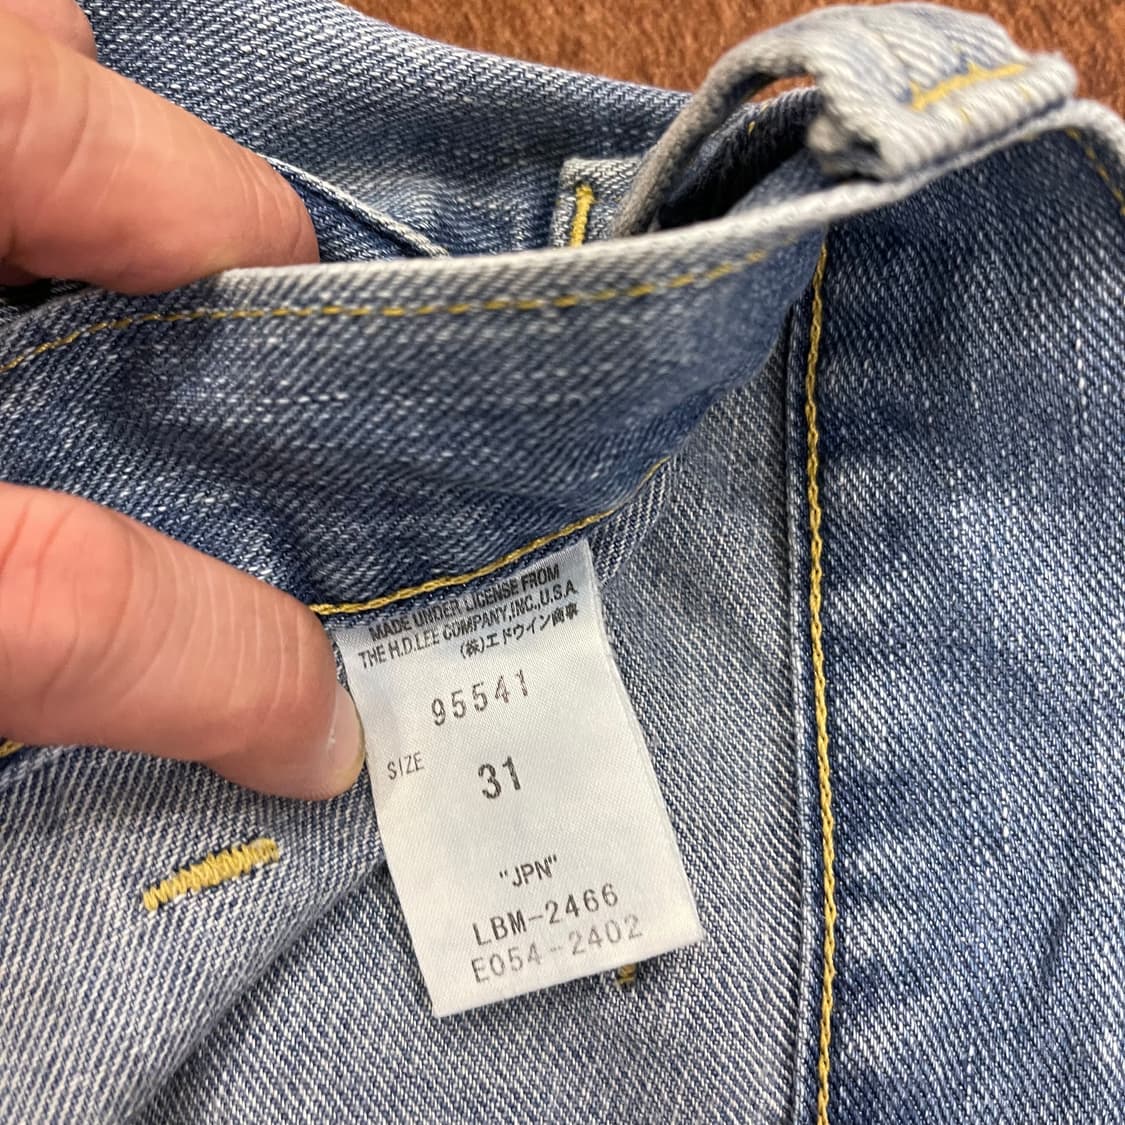 MADE UNDER LICENSE FROM
THE H.D.LEE COMPANY,INC.,U.S.A
(株)エドウイン商事
95541
SIZE 31
"JPN"
LBM-2466
E054-2402